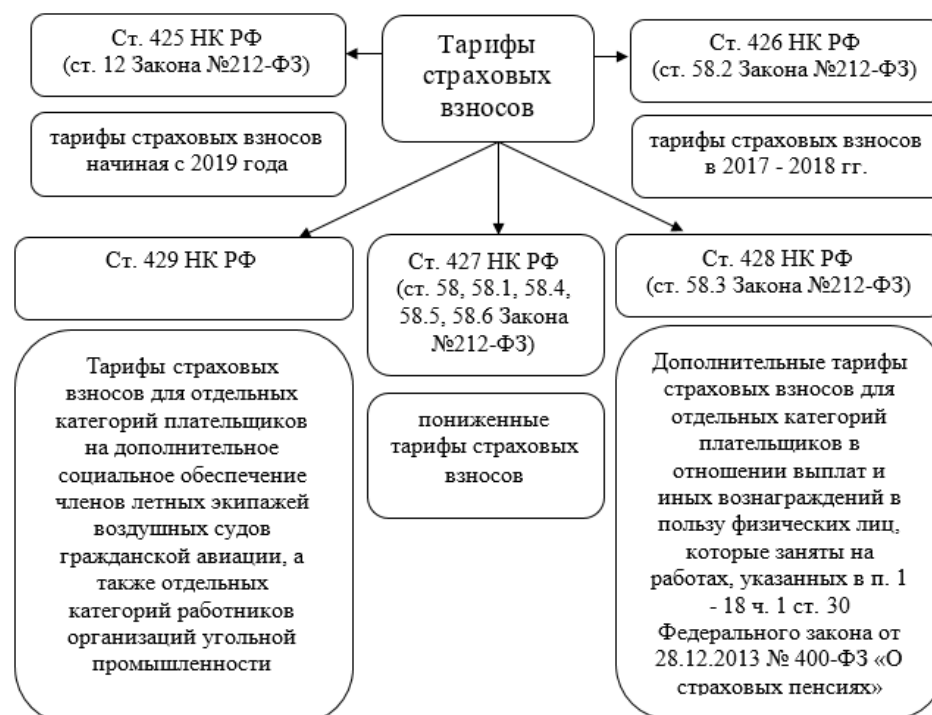 Ст. 425 НК РФ
(ст. 12 Закона №212-ФЗ)
Тарифы
страховых
взносов
Ст. 426 НК РФ
(ст. 58.2 Закона №212-ФЗ)
тарифы страховых взносов
начиная с 2019 года
тарифы страховых взносов
в 2017 - 2018 гг.
Ст. 429 НК РФ
Ст. 427 НК РФ
(ст. 58, 58.1, 58.4,
58.5, 58.6 Закона
№212-ФЗ)
Ст. 428 НК РФ
(ст. 58.3 Закона №212-ФЗ)
Тарифы страховых
взносов для отдельных
категорий плательщиков
на дополнительное
социальное обеспечение
членов летных экипажей
воздушных судов
гражданской авиации, а
также отдельных
категорий работников
организаций угольной
промышленности
пониженные
тарифы страховых
взносов
Дополнительные тарифы
страховых взносов для
отдельных категорий
плательщиков в
отношении выплат и
иных вознаграждений в
пользу физических лиц,
которые заняты на
работах, указанных в п. 1
- 18 ч. 1 ст. 30
Федерального закона от
28.12.2013 № 400-ФЗ «О
страховых пенсиях»